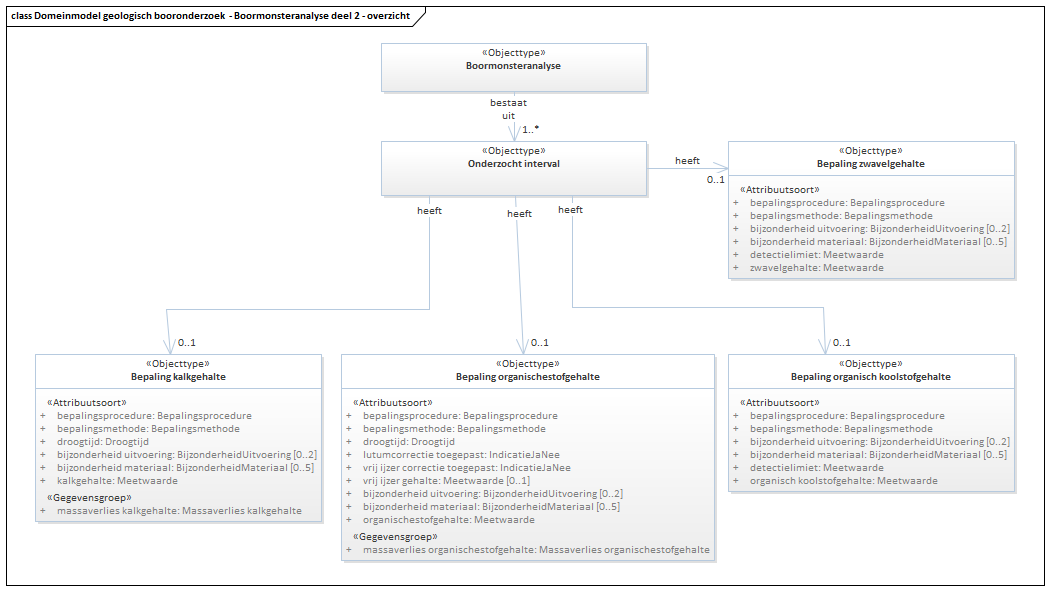 class Domeinmodel geologisch booronderzoek - Boormonsteranalyse deel 2 - overzicht
«Objecttype»
Boormonsteranalyse
bestaat
uit
1..*
«Objecttype»
Onderzocht interval
heeft
0..1
«Objecttype»
Bepaling zwavelgehalte
«Attribuutsoort»
+ bepalingsprocedure: Bepalingsprocedure
+ bepalingsmethode: Bepalingsmethode
+ bijzonderheid uitvoering: BijzonderheidUitvoering [0..2]
+ bijzonderheid materiaal: BijzonderheidMateriaal [0..5]
+ detectielimiet: Meetwaarde
+ zwavelgehalte: Meetwaarde
heeft
heeft
heeft
0..1
0..1
0..1
«Objecttype»
Bepaling kalkgehalte
«Attribuutsoort»
+ bepalingsprocedure: Bepalingsprocedure
+ bepalingsmethode: Bepalingsmethode
+ droogtijd: Droogtijd
+ bijzonderheid uitvoering: BijzonderheidUitvoering [0..2]
+ bijzonderheid materiaal: BijzonderheidMateriaal [0..5]
+ kalkgehalte: Meetwaarde
«Gegevensgroep»
+ massaverlies kalkgehalte: Massaverlies kalkgehalte
«Objecttype»
Bepaling organischestofgehalte
«Attribuutsoort»
+ bepalingsprocedure: Bepalingsprocedure
+ bepalingsmethode: Bepalingsmethode
+ droogtijd: Droogtijd
+ lutumcorrectie toegepast: IndicatieJaNee
+ vrij ijzer correctie toegepast: IndicatieJaNee
+ vrij ijzer gehalte: Meetwaarde [0..1]
+ bijzonderheid uitvoering: BijzonderheidUitvoering [0..2]
+ bijzonderheid materiaal: BijzonderheidMateriaal [0..5]
+ organischestofgehalte: Meetwaarde
«Gegevensgroep»
+ massaverlies organischestofgehalte: Massaverlies organischestofgehalte
«Objecttype»
Bepaling organisch koolstofgehalte
«Attribuutsoort»
+ bepalingsprocedure: Bepalingsprocedure
+ bepalingsmethode: Bepalingsmethode
+ bijzonderheid uitvoering: BijzonderheidUitvoering [0..2]
+ bijzonderheid materiaal: BijzonderheidMateriaal [0..5]
+ detectielimiet: Meetwaarde
+ organisch koolstofgehalte: Meetwaarde